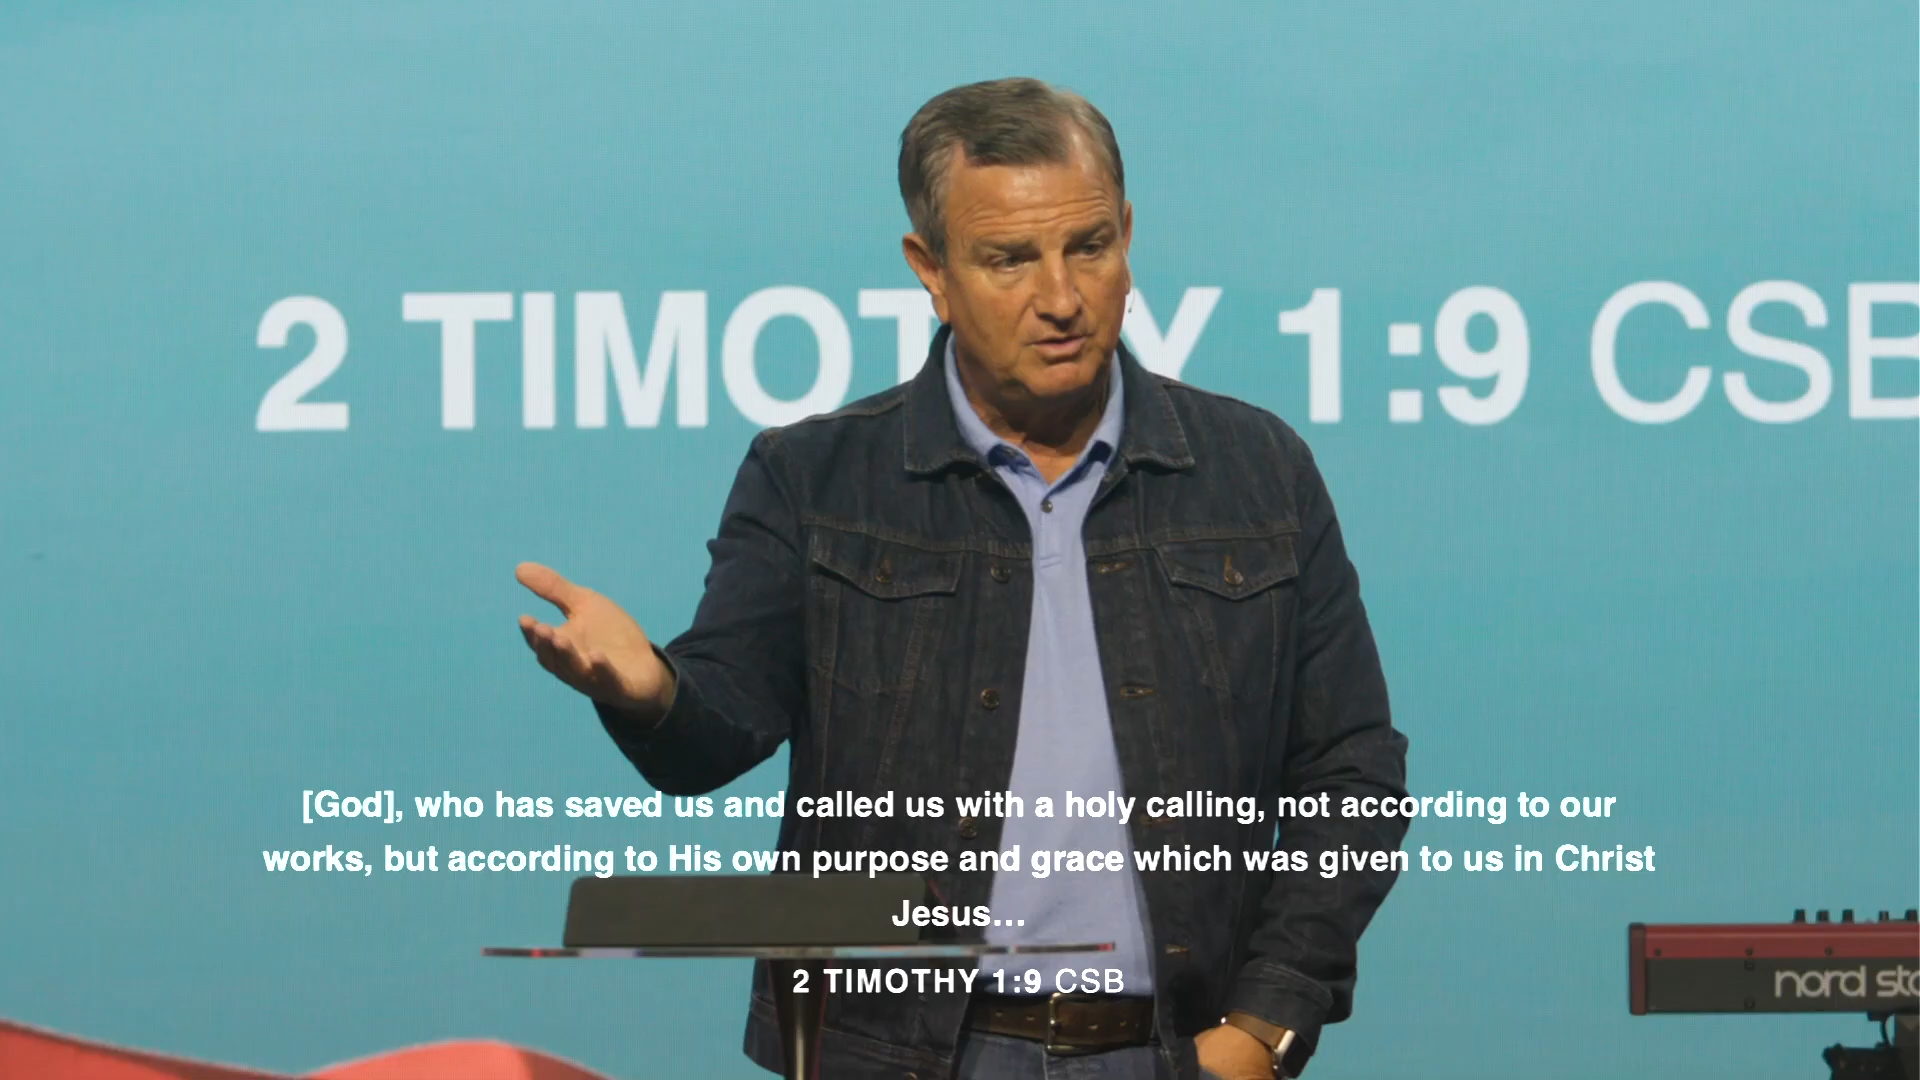 2 TIMOTHY 1:9 CSB
[God], who has saved us and called us with a holy calling, not according to our
works, but according to His own purpose and grace which was given to us in Christ
Jesus...
2 TIMOTHY 1:9 CSB
nord